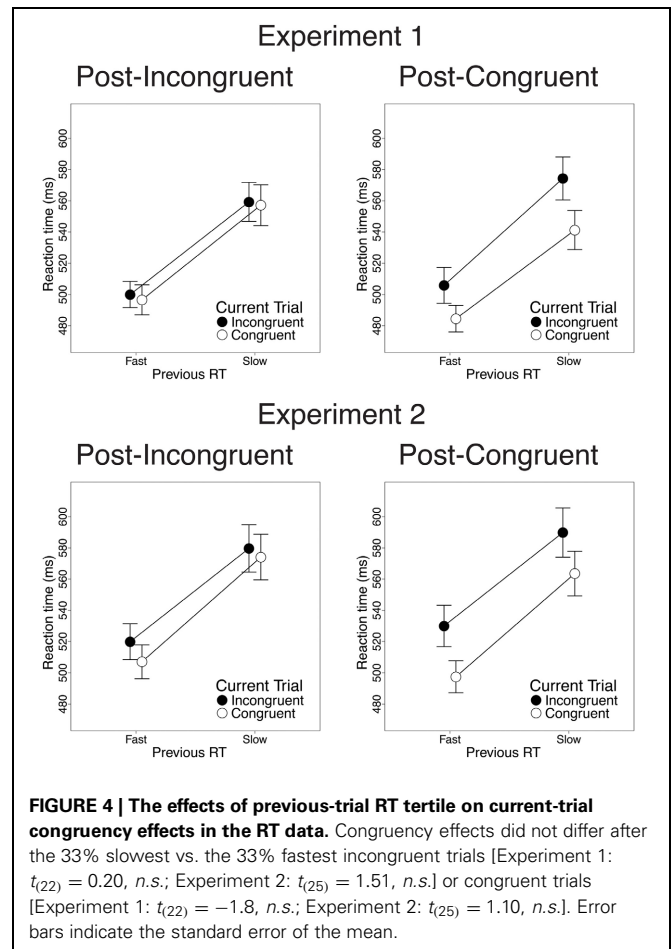 Experiment 1
Post-Incongruent
Post-Congruent
Reaction time (ms)
600
580
560
540
520
500
480
Current Trial
Incongruent
Congruent
Fast
Slow
Previous RT
Reaction time (ms)
600
580
560
540
520
500
480
Current Trial
Incongruent
Congruent
Fast
Slow
Previous RT
Experiment 2
Post-Incongruent
Post-Congruent
Reaction time (ms)
600
580
560
540
520
500
480
Current Trial
Incongruent
Congruent
Fast
Slow
Previous RT
Reaction time (ms)
600
580
560
540
520
500
480
Current Trial
Incongruent
Congruent
Fast
Slow
Previous RT
FIGURE 4 | The effects of previous-trial RT tertile on current-trial
congruency effects in the RT data. Congruency effects did not differ after
the 33% slowest vs. the 33% fastest incongruent trials [Experiment 1:
t(22) = 0.20, n.s.; Experiment 2: t(25) = 1.51, n.s.] or congruent trials
[Experiment 1: t(22) = −1.8, n.s.; Experiment 2: t(25) = 1.10, n.s.]. Error
bars indicate the standard error of the mean.